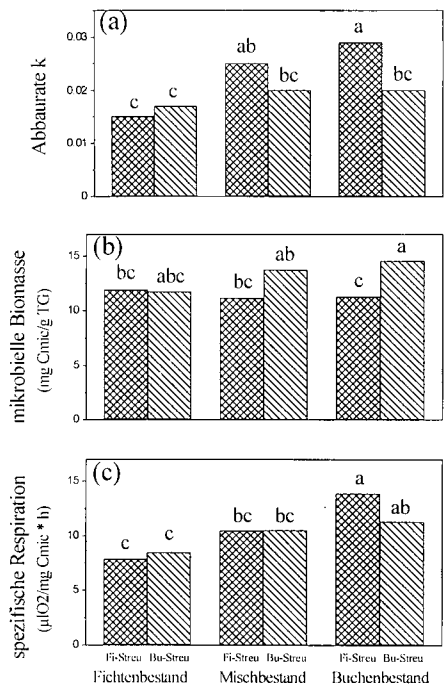 (a)
Abbaurate k
0.03
0.02
0.01
0
c c ab bc a bc
(b)
mikrobielle Biomasse
(mg Cmic/g TG)
15
10
5
0
bc abc bc ab c a
(c)
spezifische Respiration
(µlO2/mg Cmic * h)
15
10
5
0
c c bc bc a ab
Fi-Streu Bu-Streu Fi-Streu Bu-Streu Fi-Streu Bu-Streu
Fichtenbestand Mischbestand Buchenbestand